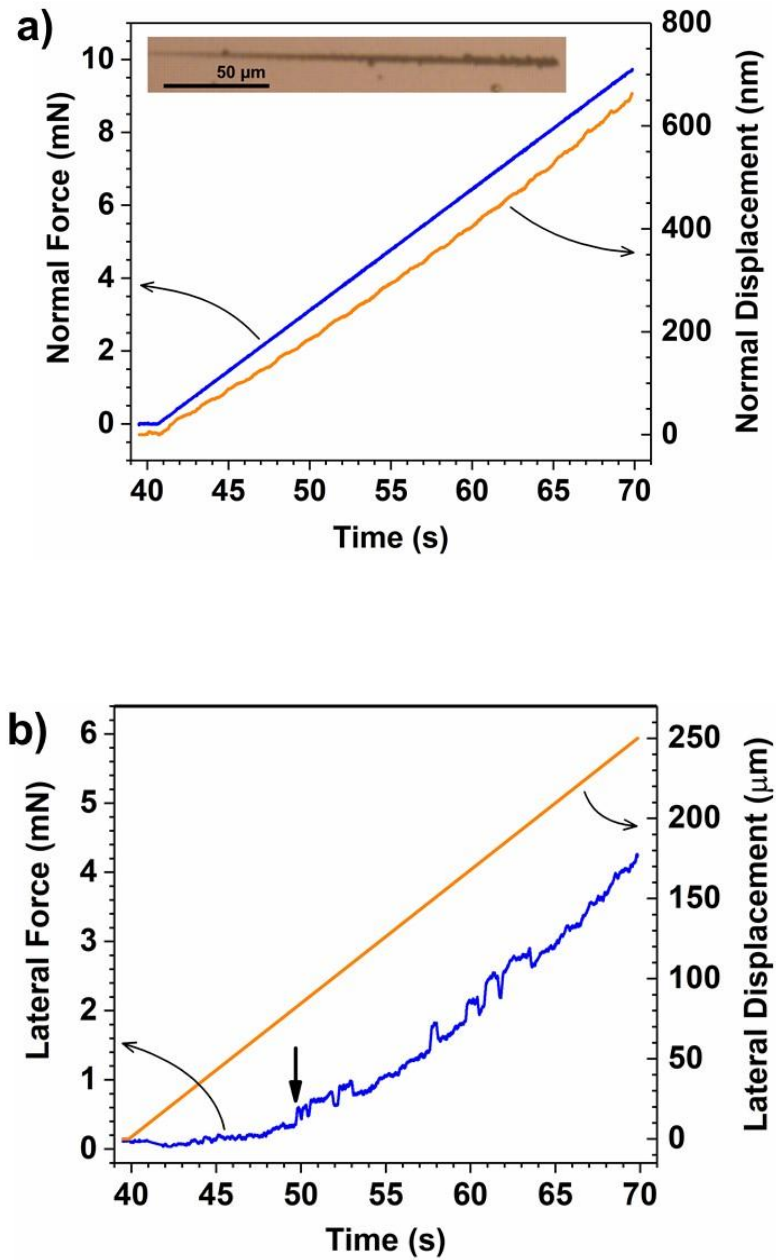 a)
50 μm
Normal Force (mN)
10
8
6
4
2
0
Normal Displacement (nm)
800
600
400
200
0
40 45 50 55 60 65 70
Time (s)
b)
Lateral Force (mN)
6
5
4
3
2
1
0
Lateral Displacement (μm)
250
200
150
100
50
0
40 45 50 55 60 65 70
Time (s)